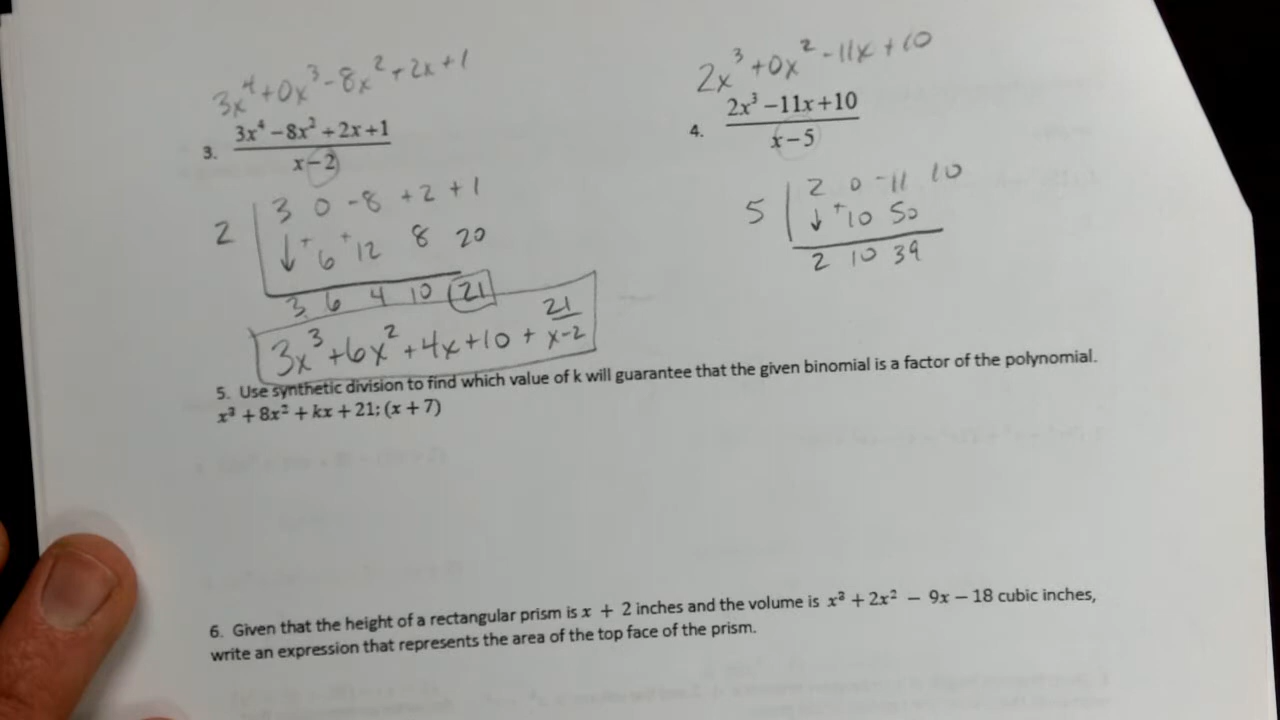 3x⁴+0x³-8x²+2x+1
3. 3x⁴ −8x² +2x+1
x−2
2 3 0 -8 +2 +1
↓ + 6 + 12 8 20
3 6 4 10 21
3x³+6x²+4x+10 + 21
x-2
2x³+0x²-11x+10
4. 2x³ −11x+10
x−5
5 2 0 -11 10
↓ + 10 50
2 10 39
5. Use synthetic division to find which value of k will guarantee that the given binomial is a factor of the polynomial.
x³ + 8x² + kx + 21; (x + 7)
6. Given that the height of a rectangular prism is x + 2 inches and the volume is x³ + 2x² − 9x − 18 cubic inches,
write an expression that represents the area of the top face of the prism.